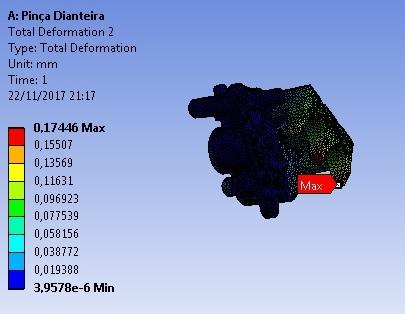 A: Pinça Dianteira
Total Deformation 2
Type: Total Deformation
Unit: mm
Time: 1
22/11/2017 21:17
0,17446 Max
0,15507
0,13569
0,11631
0,096923
0,077539
0,058156
0,038772
0,019388
3,9578e-6 Min
Max